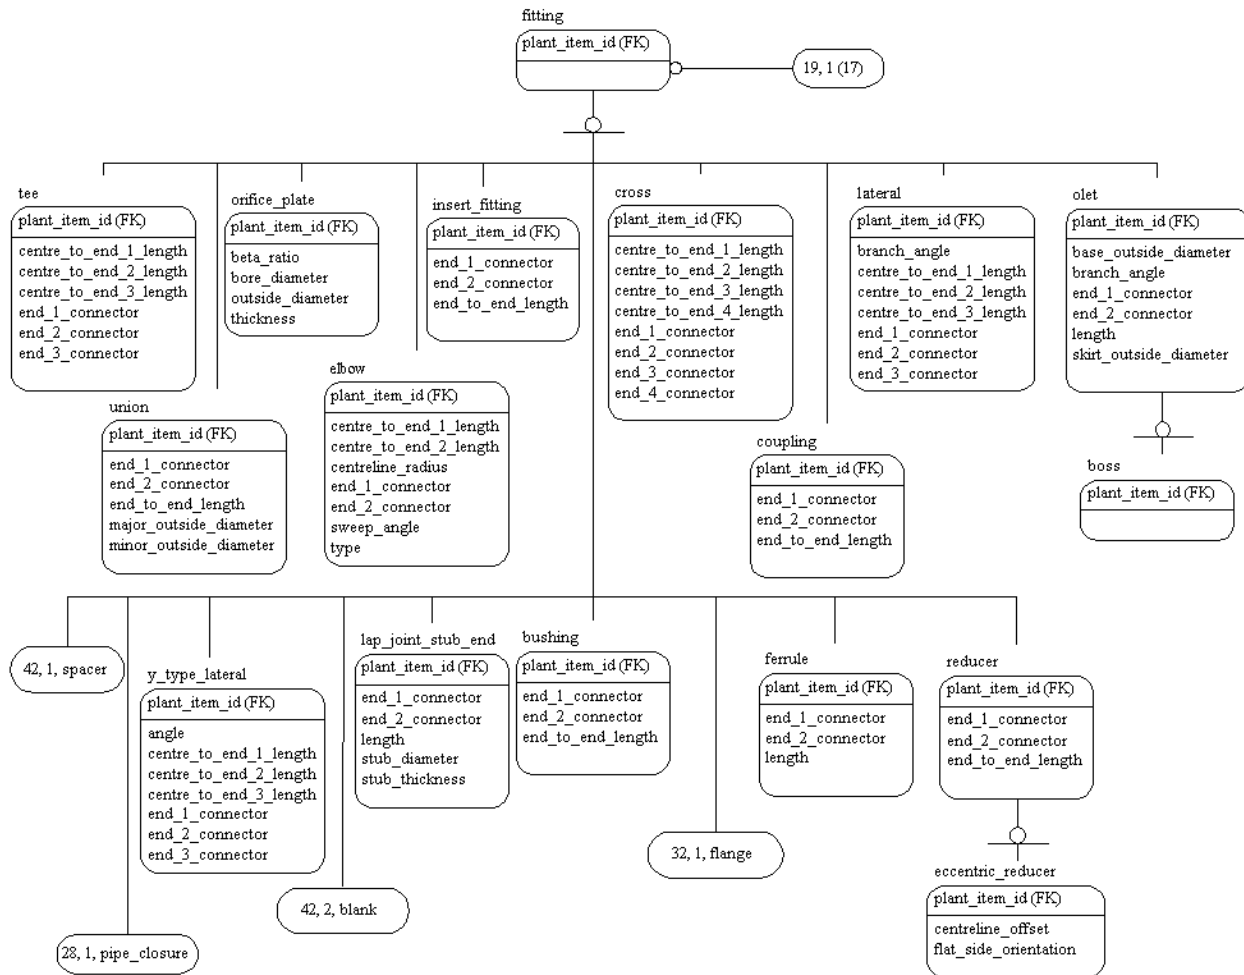 fitting
plant_item_id (FK)
19, 1 (17)
tee
plant_item_id (FK)
centre_to_end_1_length
centre_to_end_2_length
centre_to_end_3_length
end_1_connector
end_2_connector
end_3_connector
orifice_plate
plant_item_id (FK)
beta_ratio
bore_diameter
outside_diameter
thickness
insert_fitting
plant_item_id (FK)
end_1_connector
end_2_connector
end_to_end_length
cross
plant_item_id (FK)
centre_to_end_1_length
centre_to_end_2_length
centre_to_end_3_length
centre_to_end_4_length
end_1_connector
end_2_connector
end_3_connector
end_4_connector
lateral
plant_item_id (FK)
branch_angle
centre_to_end_1_length
centre_to_end_2_length
centre_to_end_3_length
end_1_connector
end_2_connector
end_3_connector
olet
plant_item_id (FK)
base_outside_diameter
branch_angle
end_1_connector
end_2_connector
length
skirt_outside_diameter
union
plant_item_id (FK)
end_1_connector
end_2_connector
end_to_end_length
major_outside_diameter
minor_outside_diameter
elbow
plant_item_id (FK)
centre_to_end_1_length
centre_to_end_2_length
centreline_radius
end_1_connector
end_2_connector
sweep_angle
type
coupling
plant_item_id (FK)
end_1_connector
end_2_connector
end_to_end_length
boss
plant_item_id (FK)
42, 1, spacer
y_type_lateral
plant_item_id (FK)
angle
centre_to_end_1_length
centre_to_end_2_length
centre_to_end_3_length
end_1_connector
end_2_connector
end_3_connector
lap_joint_stub_end
plant_item_id (FK)
end_1_connector
end_2_connector
length
stub_diameter
stub_thickness
bushing
plant_item_id (FK)
end_1_connector
end_2_connector
end_to_end_length
ferrule
plant_item_id (FK)
end_1_connector
end_2_connector
length
reducer
plant_item_id (FK)
end_1_connector
end_2_connector
end_to_end_length
32, 1, flange
42, 2, blank
28, 1, pipe_closure
eccentric_reducer
plant_item_id (FK)
centreline_offset
flat_side_orientation